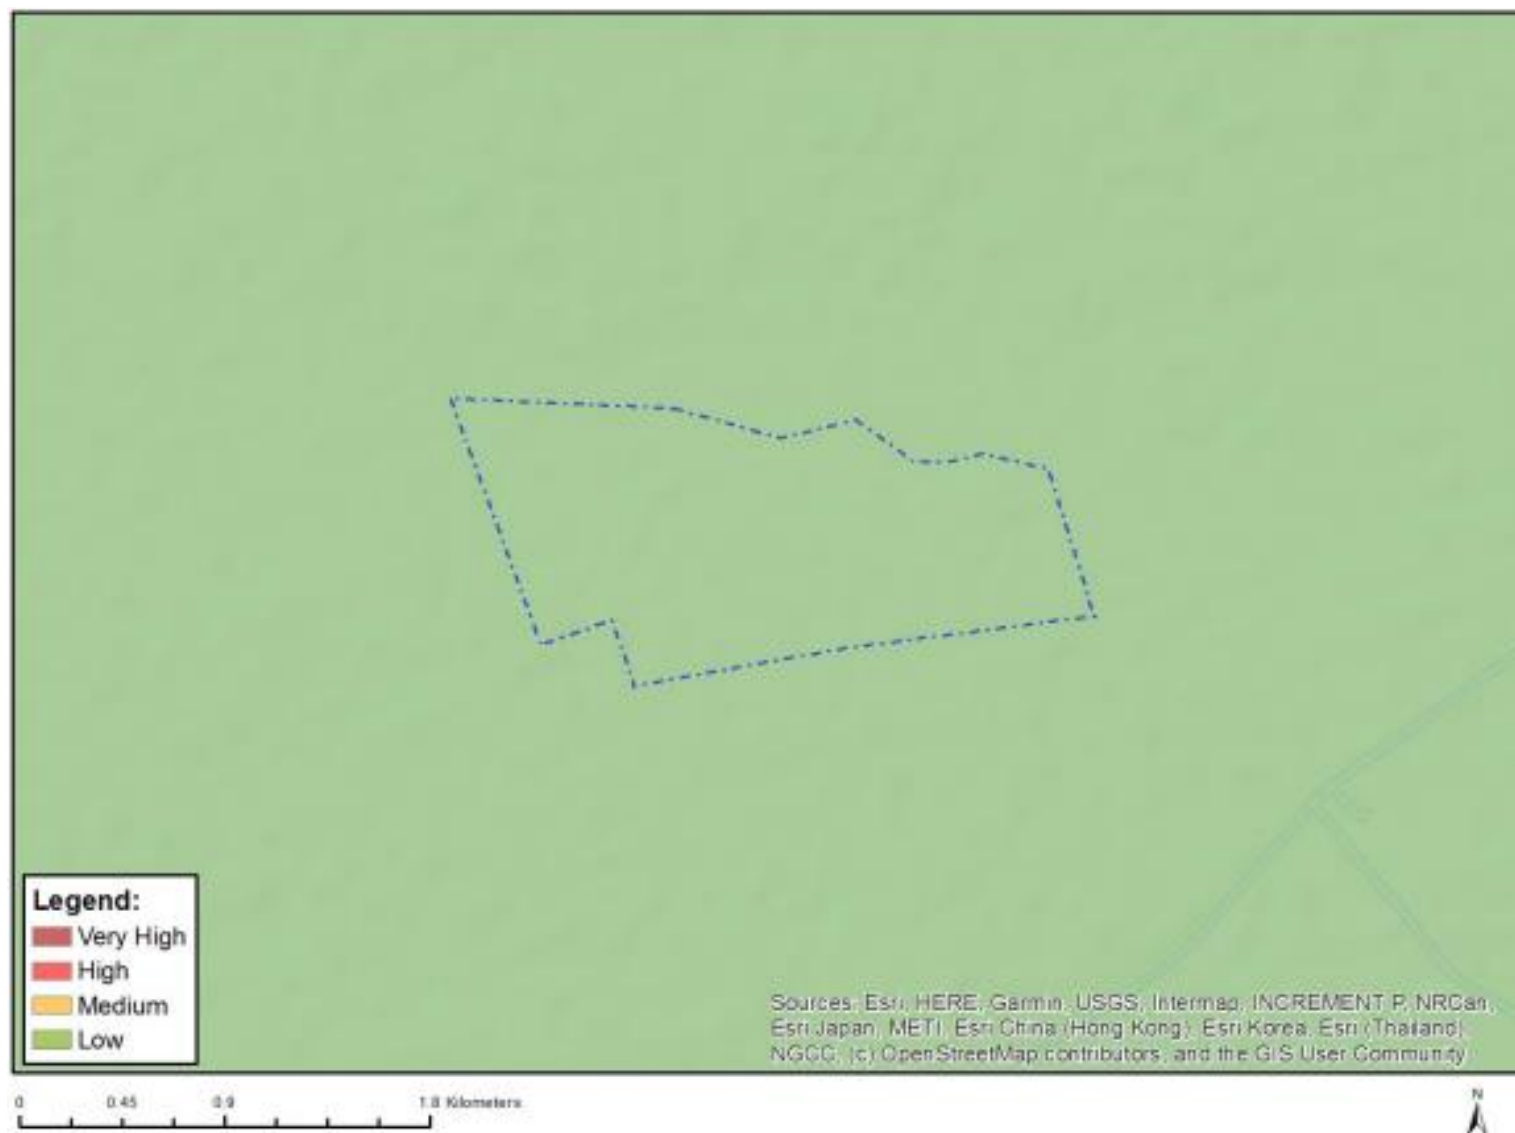 Legend:
Very High
High
Medium
Low
Sources: Esri, HERE, Garmin, USGS, Intermap, INCREMENT P, NRCan,
Esri Japan, METI, Esri China (Hong Kong), Esri Korea, Esri (Thailand),
NGCC, (c) OpenStreetMap contributors, and the GIS User Community
0 0.45 0.9 1.8 Kilometers
N